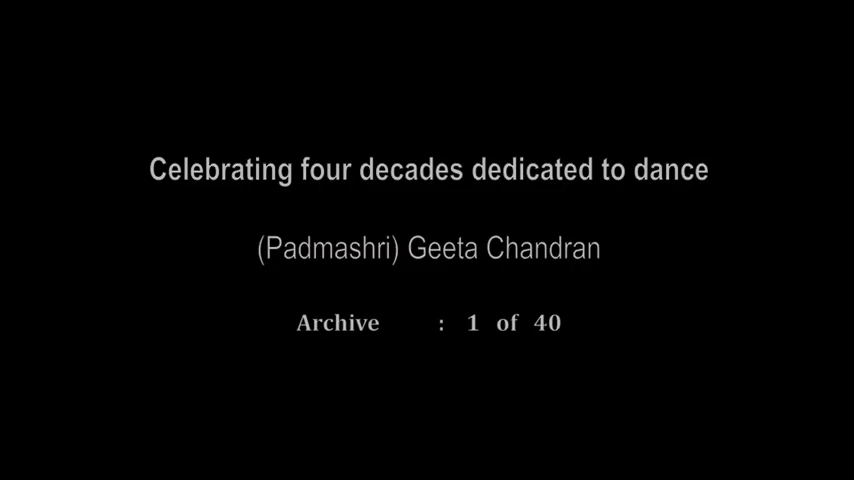 Celebrating four decades dedicated to dance
(Padmashri) Geeta Chandran
Archive : 1 of 40